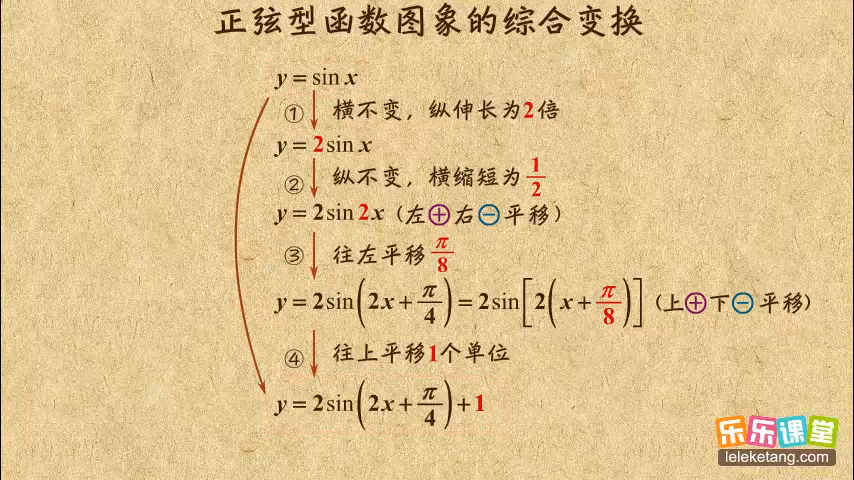 正弦型函数图象的综合变换
y = sin x
① 横不变，纵伸长为2倍
y = 2sin x
② 纵不变，横缩短为 1/2
y = 2sin 2x（左⊕右⊖平移）
③ 往左平移 π/8
y = 2sin(2x + π/4) = 2sin[2(x + π/8)]（上⊕下⊖平移）
④ 往上平移1个单位
y = 2sin(2x + π/4) + 1
乐乐课堂
leleketang.com